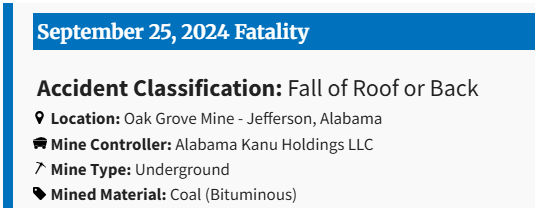 September 25, 2024 Fatality
Accident Classification: Fall of Roof or Back
Location: Oak Grove Mine - Jefferson, Alabama
Mine Controller: Alabama Kanu Holdings LLC
Mine Type: Underground
Mined Material: Coal (Bituminous)